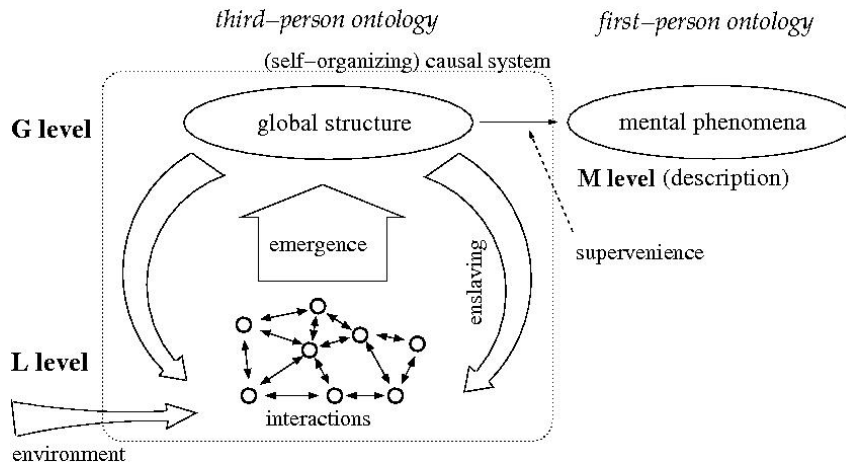 third–person ontology
first–person ontology
(self–organizing) causal system
G level
global structure
mental phenomena
M level (description)
emergence
enslaving
supervenience
L level
interactions
environment